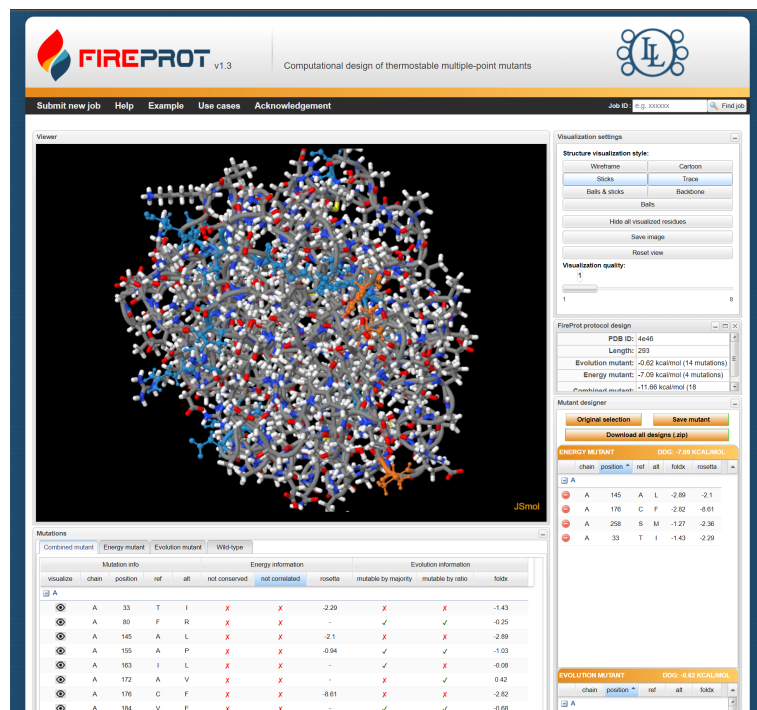 FIREPROT v1.3
Computational design of thermostable multiple-point mutants
LL
Submit new job Help Example Use cases Acknowledgement Job ID : e.g. xxxxxx Find job
Viewer
JSmol
Visualization settings
Structure visualization style:
Wireframe Cartoon
Sticks Trace
Balls & sticks Backbone
Balls
Hide all visualized residues
Save image
Reset view
Visualization quality:
1
1 9
FireProt protocol design
PDB ID: 4e46
Length: 293
Evolution mutant: -0.62 kcal/mol (14 mutations)
Energy mutant: -7.09 kcal/mol (4 mutations)
Combined mutant: -11.66 kcal/mol (18
Mutant designer
Original selection Save mutant
Download all designs (.zip)
ENERGY MUTANT DDG: -7.09 KCAL/MOL
chain position ref alt foldx rosetta
A
A 145 A L -2.89 -2.1
A 176 C F -2.82 -8.61
A 258 S M -1.27 -2.36
A 33 T I -1.43 -2.29
EVOLUTION MUTANT DDG: -0.62 KCAL/MOL
chain position ref alt foldx
A
Mutations
Combined mutant Energy mutant Evolution mutant Wild-type
Mutation info Energy information Evolution information
visualize chain position ref alt not conserved not correlated rosetta mutable by majority mutable by ratio foldx
A
A 33 T I ✗ ✗ -2.29 ✗ ✗ -1.43
A 80 F R ✗ ✗ - ✓ ✓ -0.25
A 145 A L ✗ ✗ -2.1 ✗ ✗ -2.89
A 155 A P ✗ ✗ -0.94 ✓ ✓ -1.03
A 163 I L ✗ ✗ - ✓ ✗ -0.08
A 172 A V ✗ ✗ - ✗ ✓ 0.42
A 176 C F ✗ ✗ -8.61 ✗ ✗ -2.82
A 184 V F ✗ ✗ - ✓ ✓ -0.68